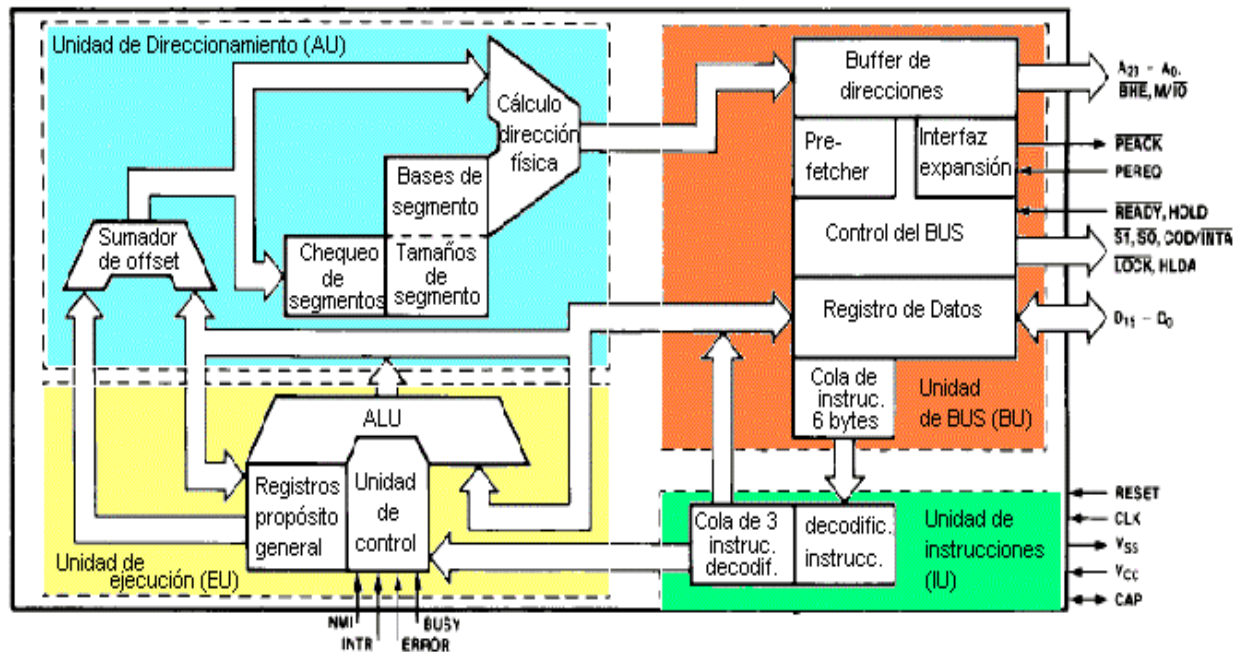 Unidad de Direccionamiento (AU)
Cálculo
dirección
física
Bases de
segmento
Sumador
de offset
Chequeo
de
segmentos
Tamaños
de
segmento
Buffer de
direcciones
Pre-
fetcher
Interfaz
expansión
Control del BUS
Registro de Datos
Cola de
instruc.
6 bytes
Unidad
de BUS (BU)
A23 - A0,
BHE, M/IO
PEACK
PEREQ
READY, HOLD
S1, S0, COD/INTA
LOCK, HLDA
D15 - D0
ALU
Registros
propósito
general
Unidad
de
control
Unidad de
ejecución (EU)
Cola de 3
instruc.
decodif.
decodific.
instrucc.
Unidad de
instrucciones
(IU)
RESET
CLK
VSS
VCC
CAP
NMI
BUSY
INTR
ERROR